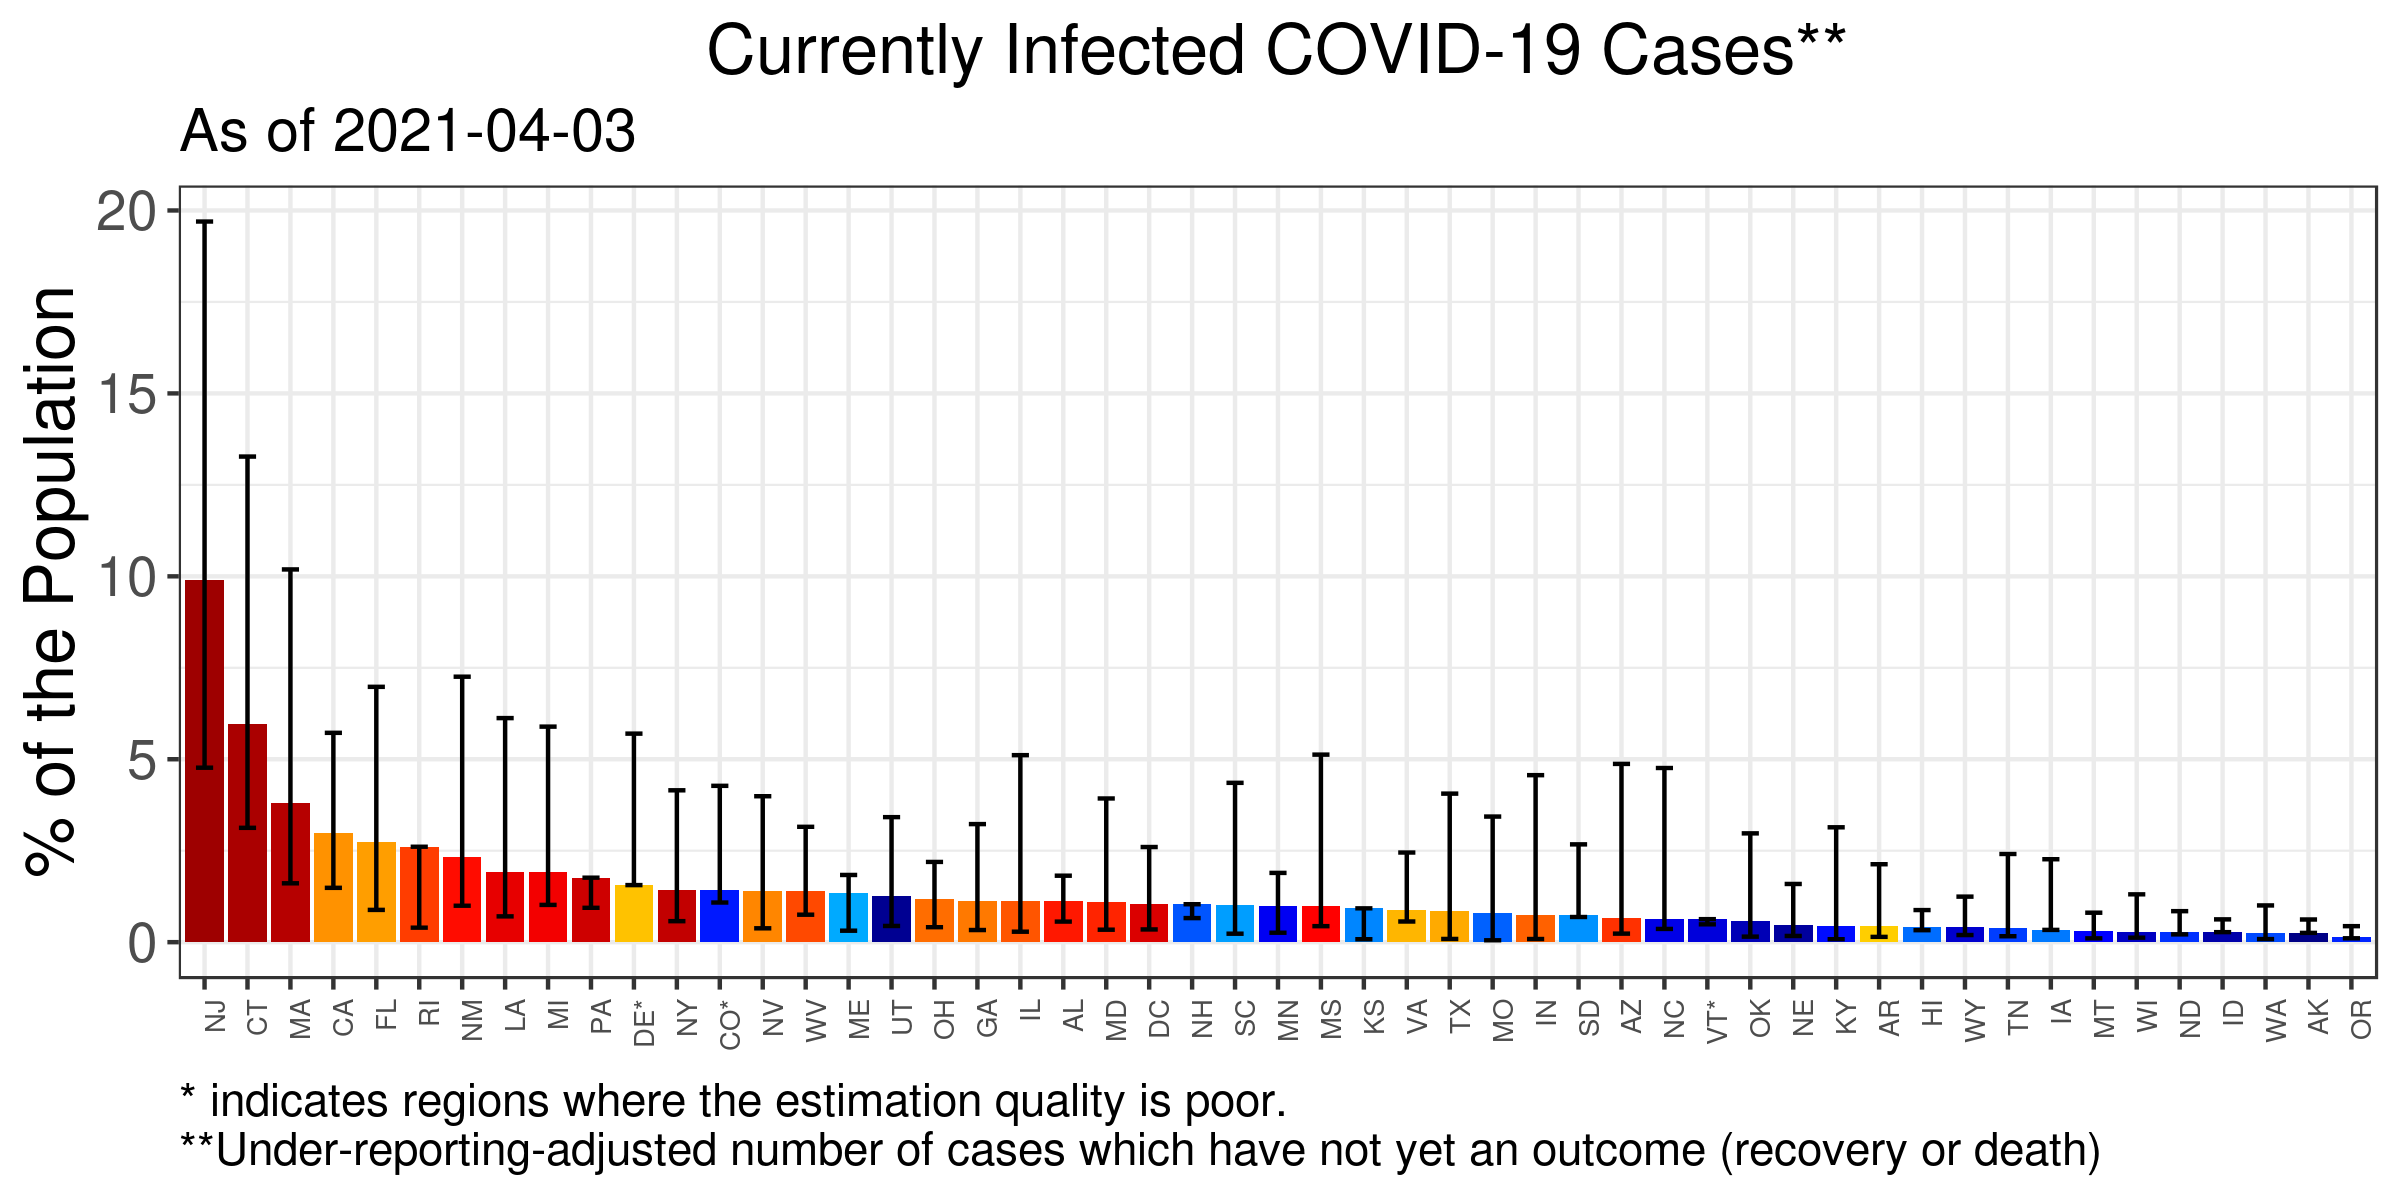 Currently Infected COVID-19 Cases**
As of 2021-04-03
% of the Population
20
15
10
5
0
NJ CT MA CA FL RI NM LA MI PA DE* NY CO* NV WV ME UT OH GA IL AL MD DC NH SC MN MS KS VA TX MO IN SD AZ NC VT* OK NE KY AR HI WY TN IA MT WI ND ID WA AK OR
* indicates regions where the estimation quality is poor.
**Under-reporting-adjusted number of cases which have not yet an outcome (recovery or death)